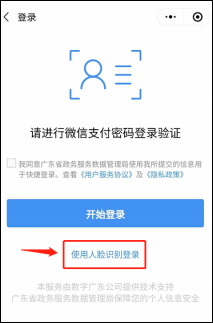 登录
请进行微信支付密码登录验证
我同意广东省政务服务数据管理局使用我所提交的信息用
于快捷登录。查看《用户服务协议》及《隐私政策》
开始登录
使用人脸识别登录
本服务由数字广东公司提供技术支持
广东省政务服务数据管理局保障您的个人信息安全